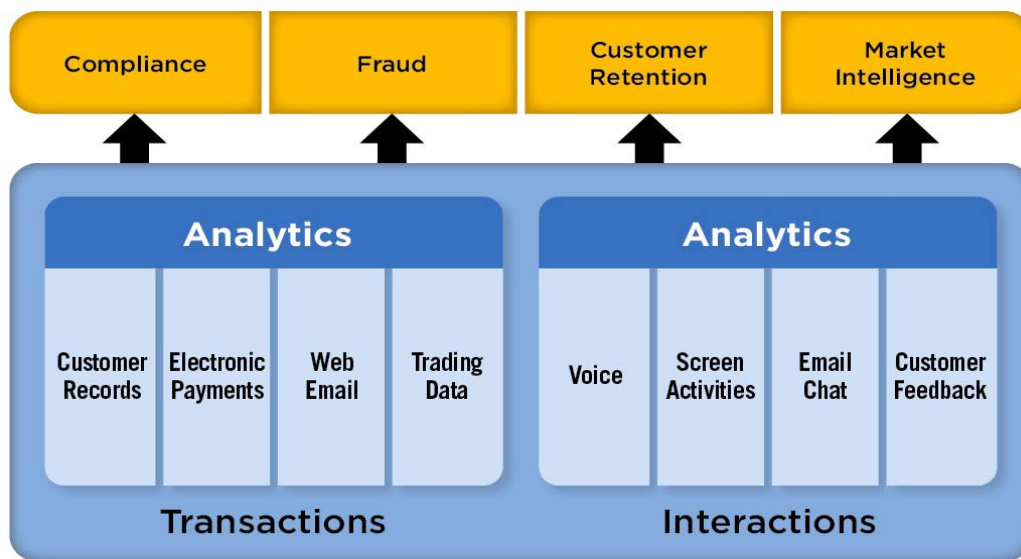 Compliance
Fraud
Customer
Retention
Market
Intelligence
Analytics
Customer
Records
Electronic
Payments
Web
Email
Trading
Data
Transactions
Analytics
Voice
Screen
Activities
Email
Chat
Customer
Feedback
Interactions